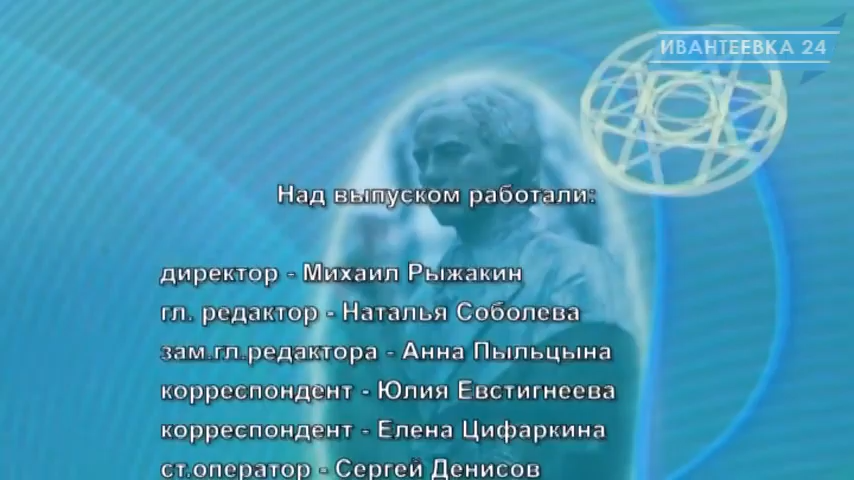 ИВАНТЕЕВКА 24
Над выпуском работали:
директор - Михаил Рыжакин
гл. редактор - Наталья Соболева
зам.гл.редактора - Анна Пыльцына
корреспондент - Юлия Евстигнеева
корреспондент - Елена Цифаркина
ст.оператор - Сергей Денисов